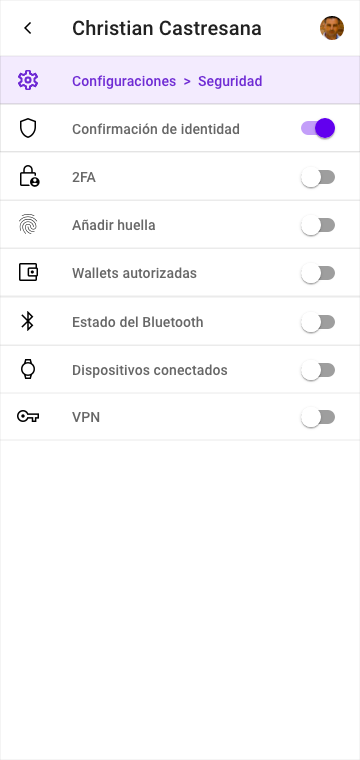 Christian Castresana
Configuraciones > Seguridad
Confirmación de identidad
2FA
Añadir huella
Wallets autorizadas
Estado del Bluetooth
Dispositivos conectados
VPN